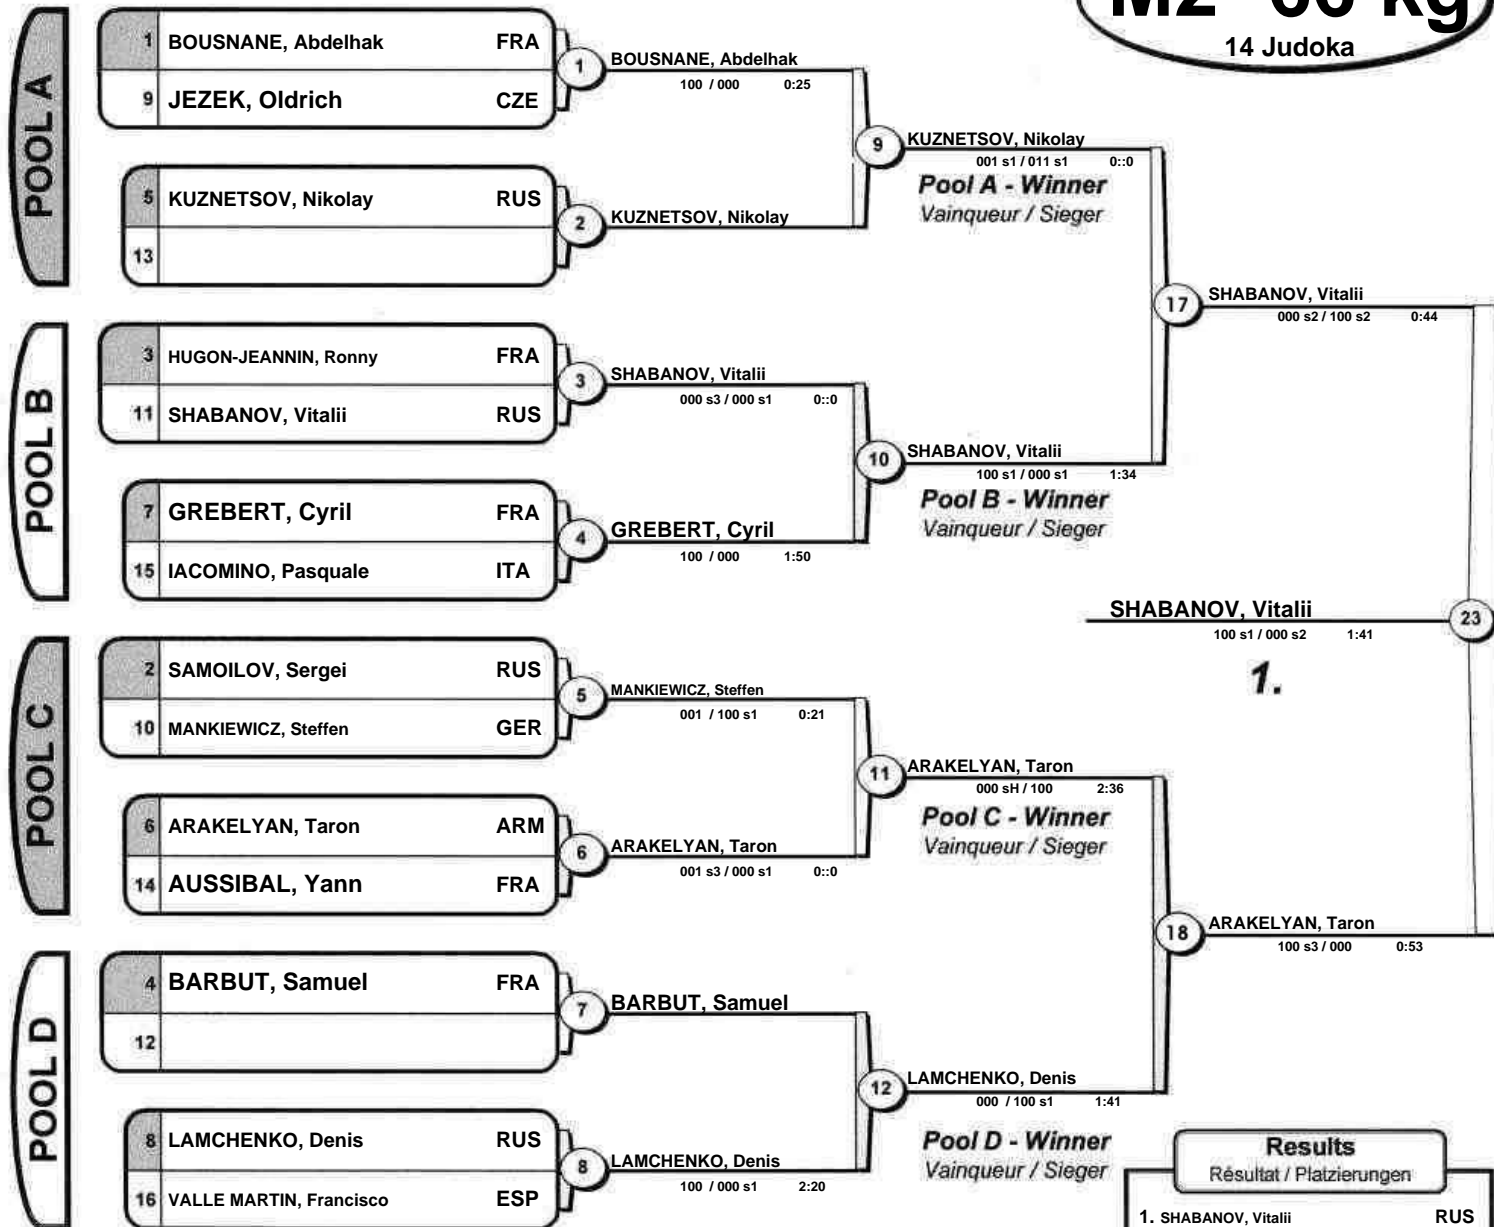 M2 -66 kg
14 Judoka
POOL A
1 BOUSNANE, Abdelhak FRA
9 JEZEK, Oldrich CZE
1 BOUSNANE, Abdelhak
100 / 000 0:25
5 KUZNETSOV, Nikolay RUS
13
2 KUZNETSOV, Nikolay
9 KUZNETSOV, Nikolay
001 s1 / 011 s1 0::0
Pool A - Winner
Vainqueur / Sieger
POOL B
3 HUGON-JEANNIN, Ronny FRA
11 SHABANOV, Vitalii RUS
3 SHABANOV, Vitalii
000 s3 / 000 s1 0::0
7 GREBERT, Cyril FRA
15 IACOMINO, Pasquale ITA
4 GREBERT, Cyril
100 / 000 1:50
10 SHABANOV, Vitalii
100 s1 / 000 s1 1:34
Pool B - Winner
Vainqueur / Sieger
17 SHABANOV, Vitalii
000 s2 / 100 s2 0:44
SHABANOV, Vitalii 23
100 s1 / 000 s2 1:41
1.
POOL C
2 SAMOILOV, Sergei RUS
10 MANKIEWICZ, Steffen GER
5 MANKIEWICZ, Steffen
001 / 100 s1 0:21
6 ARAKELYAN, Taron ARM
14 AUSSIBAL, Yann FRA
6 ARAKELYAN, Taron
001 s3 / 000 s1 0::0
11 ARAKELYAN, Taron
000 sH / 100 2:36
Pool C - Winner
Vainqueur / Sieger
POOL D
4 BARBUT, Samuel FRA
12
7 BARBUT, Samuel
8 LAMCHENKO, Denis RUS
16 VALLE MARTIN, Francisco ESP
8 LAMCHENKO, Denis
100 / 000 s1 2:20
12 LAMCHENKO, Denis
000 / 100 s1 1:41
Pool D - Winner
Vainqueur / Sieger
18 ARAKELYAN, Taron
100 s3 / 000 0:53
Results
Résultat / Platzierungen
1. SHABANOV, Vitalii RUS